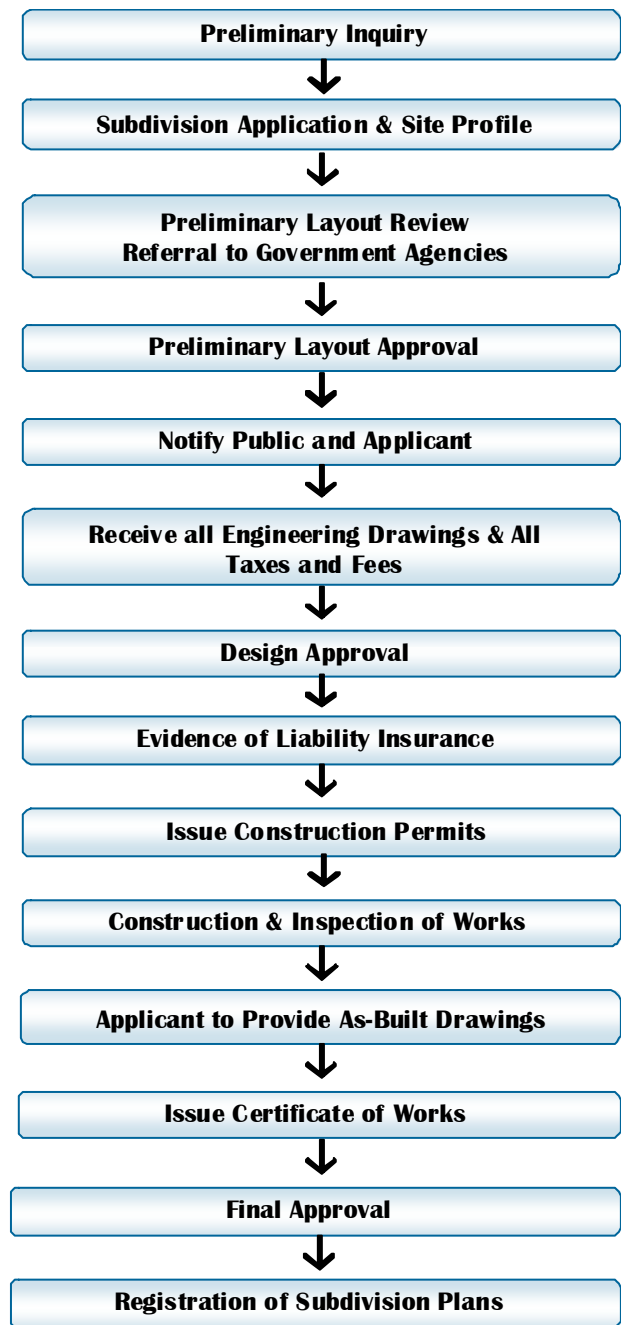 Preliminary Inquiry
Subdivision Application & Site Profile
Preliminary Layout Review
Referral to Government Agencies
Preliminary Layout Approval
Notify Public and Applicant
Receive all Engineering Drawings & All
Taxes and Fees
Design Approval
Evidence of Liability Insurance
Issue Construction Permits
Construction & Inspection of Works
Applicant to Provide As-Built Drawings
Issue Certificate of Works
Final Approval
Registration of Subdivision Plans